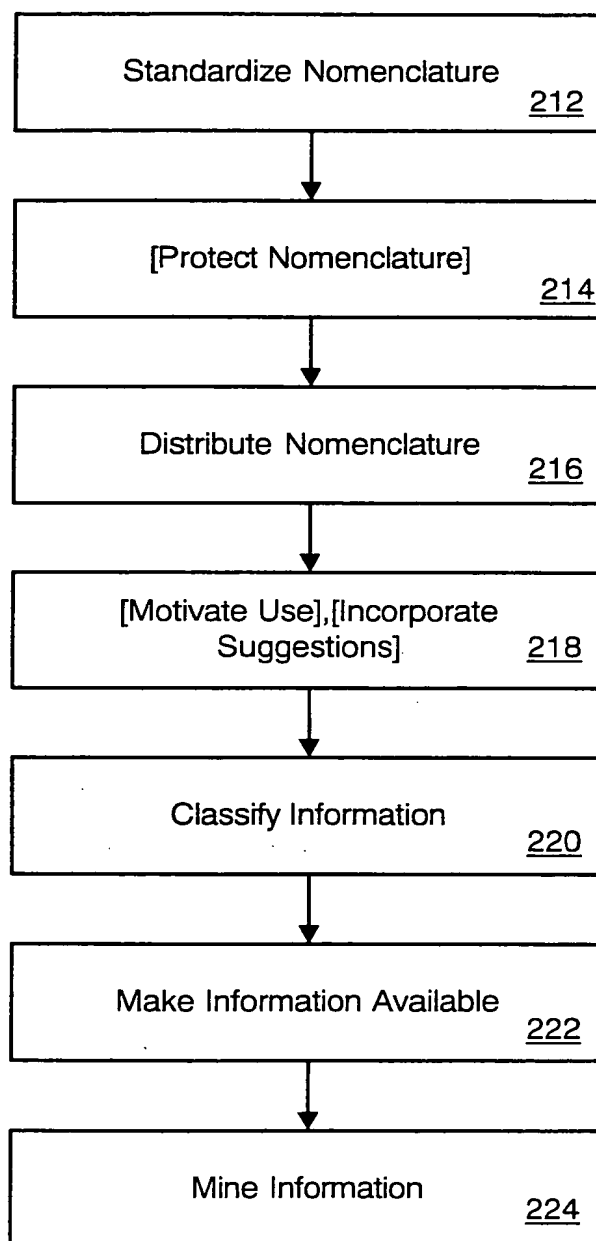 Standardize Nomenclature
212
[Protect Nomenclature]
214
Distribute Nomenclature
216
[Motivate Use],[Incorporate
Suggestions]
218
Classify Information
220
Make Information Available
222
Mine Information
224